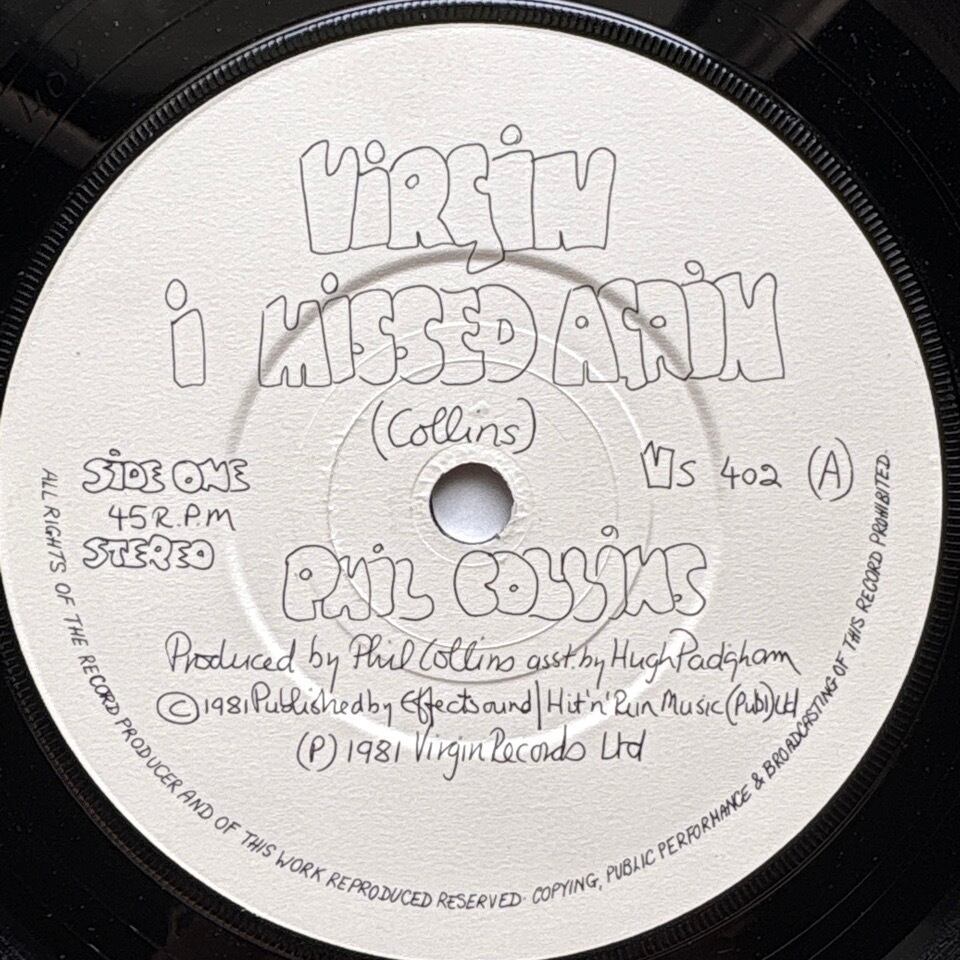 ViRGiN
i MiSSED AGAiN
(Collins)
SiDE ONE
45 R.P.M
STEREO
VS 402 (A)
PHiL COLLiNS
Produced by Phil Collins asst. by Hugh Padgham
© 1981 Published by Effectsound/Hit'n'Run Music (Publ) Ltd
(P) 1981 Virgin Records Ltd
ALL RIGHTS OF THE RECORD PRODUCER AND OF THIS WORK REPRODUCED RESERVED. COPYING, PUBLIC PERFORMANCE & BROADCASTING OF THIS RECORD PROHIBITED.